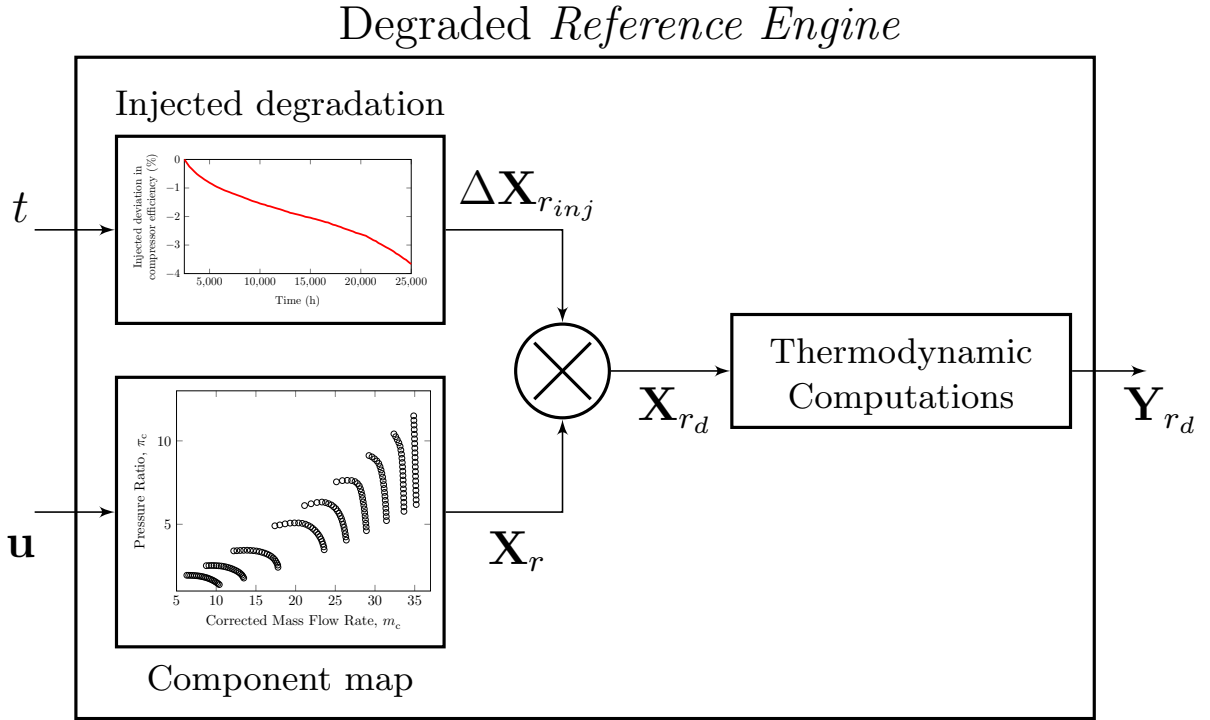 Degraded Reference Engine
Injected degradation
Injected deviation in
compressor efficiency (%)
0
−1
−2
−3
−4
5,000 10,000 15,000 20,000 25,000
Time (h)
t
ΔX_{r_{inj}}
Thermodynamic
Computations
X_{r_d}
Y_{r_d}
Pressure Ratio, π_c
10
5
5 10 15 20 25 30 35
Corrected Mass Flow Rate, m_c
u
X_r
Component map